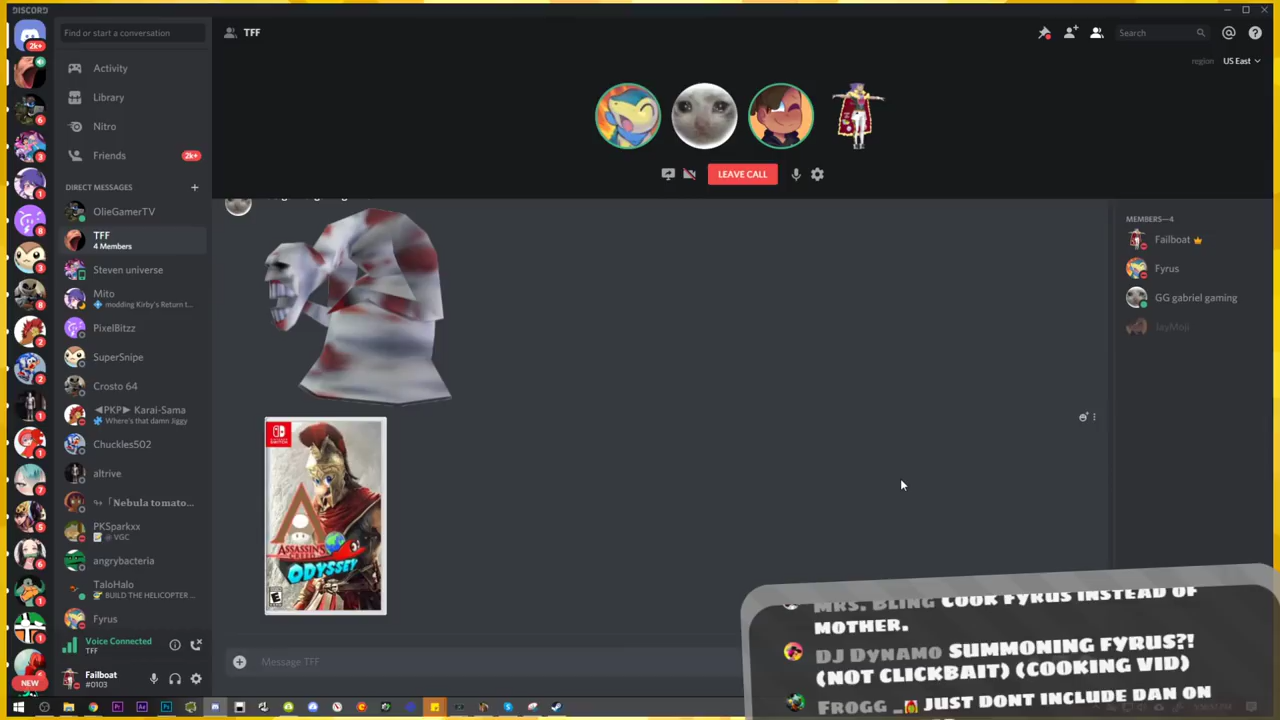 DISCORD
Find or start a conversation
TFF
Search
region US East
2k+
Activity
Library
Nitro
Friends 2k+
DIRECT MESSAGES
OlieGamerTV
TFF
4 Members
Steven universe
Mito
modding Kirby's Return t...
PixelBitzz
SuperSnipe
Crosto 64
◄PKP► Karai-Sama
Where's that damn Jiggy
Chuckles502
altrive
「Nebula tomato...
PKSparkxx
@ VGC
angrybacteria
TaloHalo
BUILD THE HELICOPTER ...
Fyrus
Voice Connected
TFF
Failboat
#0103
NEW
LEAVE CALL
MEMBERS—4
Failboat
Fyrus
GG gabriel gaming
JayMoji
ASSASSIN'S
ODYSSEY
E
Message TFF
MRS. BLING COOK FYRUS INSTEAD OF
MOTHER.
DJ DYNAMO SUMMONING FYRUS?!
(NOT CLICKBAIT) (COOKING VID)
FROGG _ JUST DONT INCLUDE DAN ON